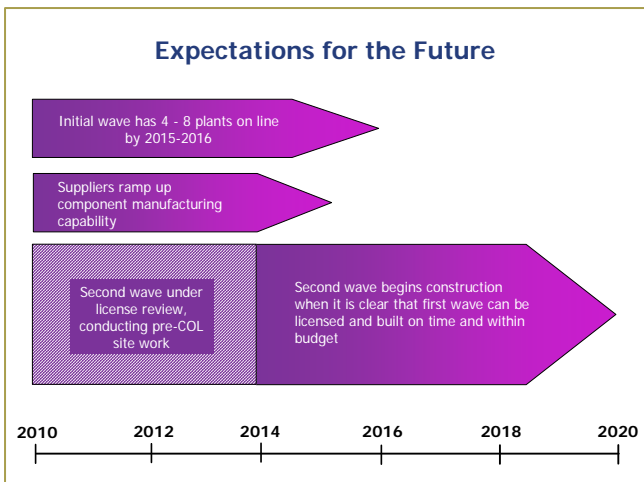 Expectations for the Future
Initial wave has 4 - 8 plants on line
by 2015-2016
Suppliers ramp up
component manufacturing
capability
Second wave under
license review,
conducting pre-COL
site work
Second wave begins construction
when it is clear that first wave can be
licensed and built on time and within
budget
2010 2012 2014 2016 2018 2020